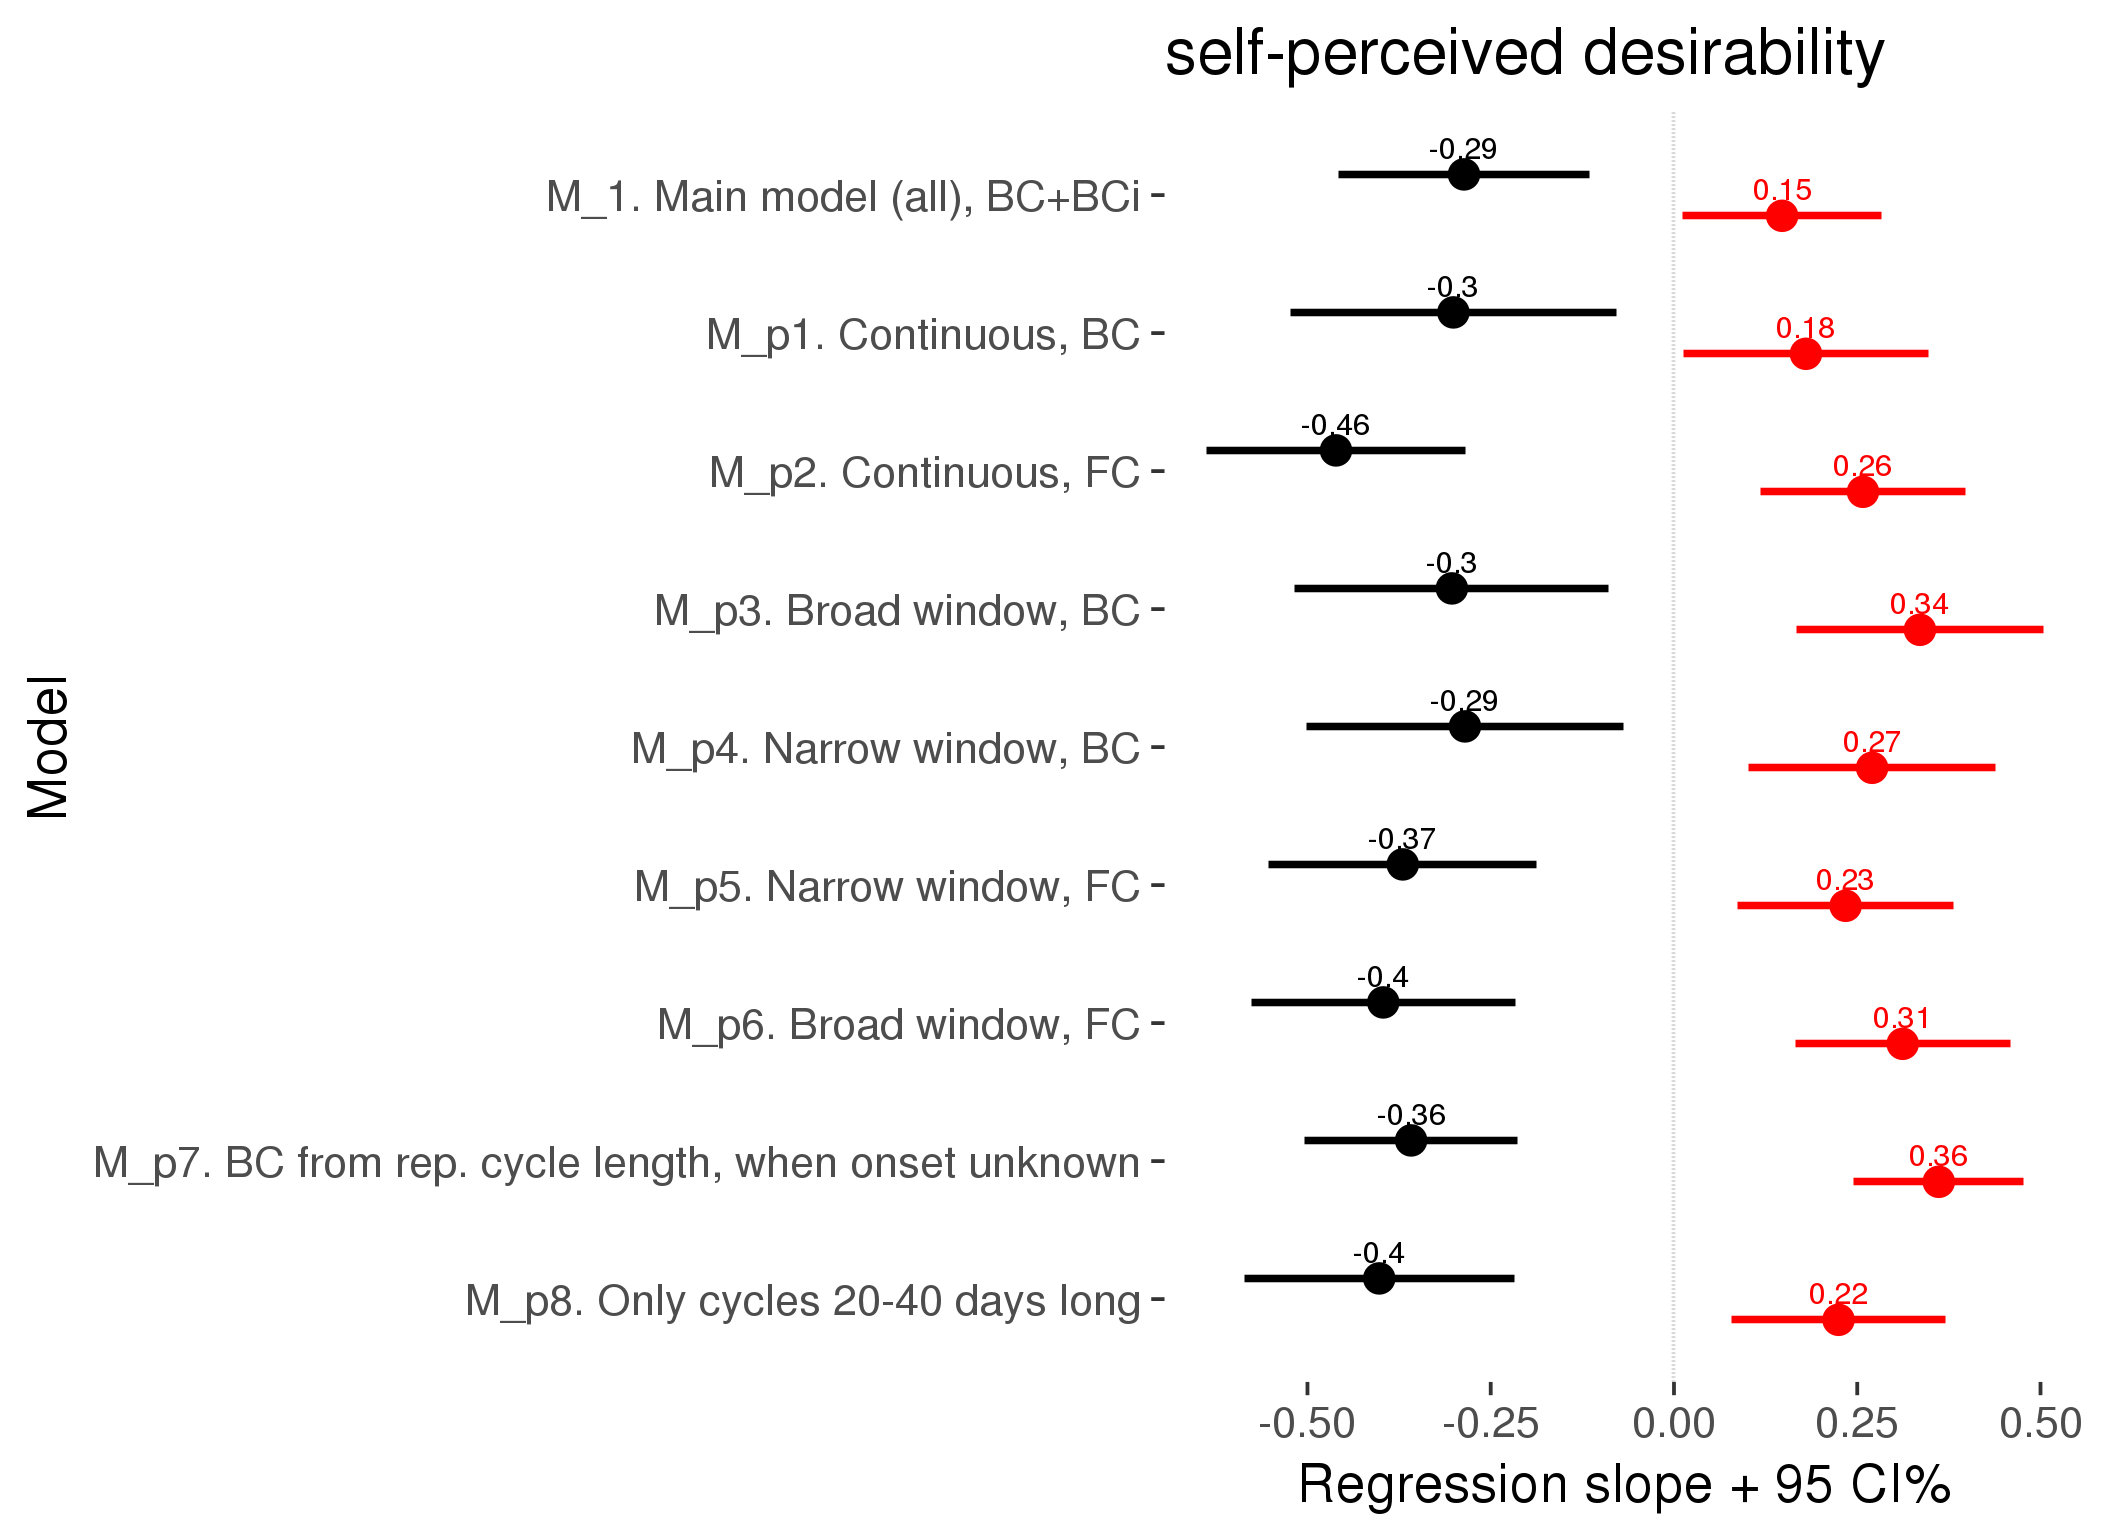 self-perceived desirability
-0.29
M_1. Main model (all), BC+BCi
0.15
-0.3
M_p1. Continuous, BC
0.18
-0.46
M_p2. Continuous, FC
0.26
-0.3
M_p3. Broad window, BC
0.34
-0.29
M_p4. Narrow window, BC
0.27
-0.37
M_p5. Narrow window, FC
0.23
-0.4
M_p6. Broad window, FC
0.31
-0.36
M_p7. BC from rep. cycle length, when onset unknown
0.36
-0.4
M_p8. Only cycles 20-40 days long
0.22
Model
-0.50 -0.25 0.00 0.25 0.50
Regression slope + 95 CI%